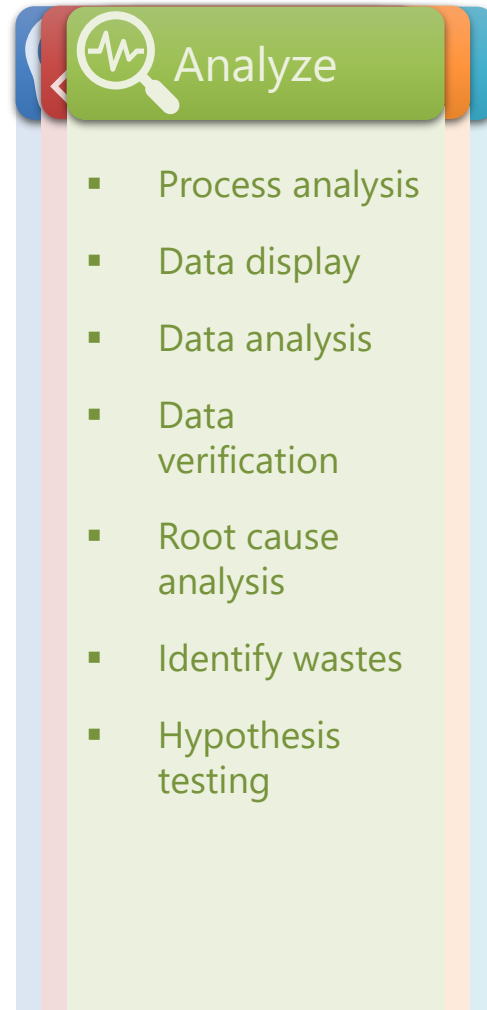 Analyze
▪ Process analysis
▪ Data display
▪ Data analysis
▪ Data
verification
▪ Root cause
analysis
▪ Identify wastes
▪ Hypothesis
testing